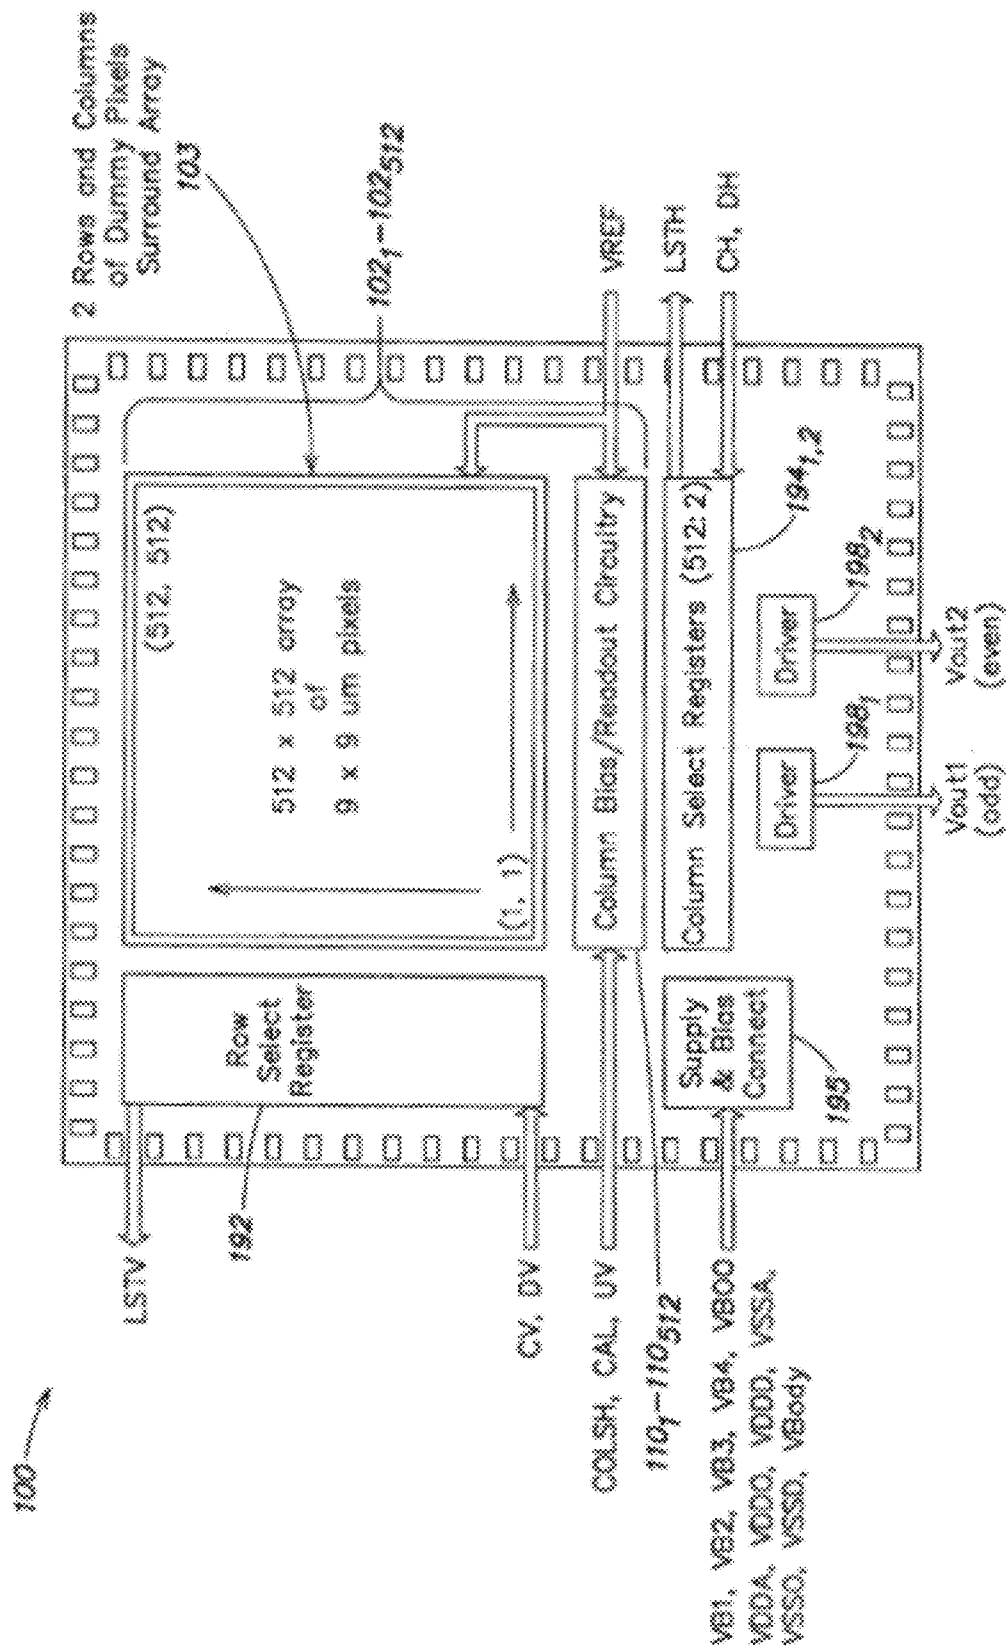 100
2 Rows and Columns
of Dummy Pixels
Surround Array
103
102₁–102₅₁₂
LSTV
192
Row
Select
Register
(512, 512)
512 x 512 array
of
9 x 9 um pixels
(1, 1)
CV, DV
COLSH, CAL, UV
110₁–110₅₁₂
Column Bias/Readout Circuitry
VREF
Column Select Registers (512:2)
LSTH
CH, DH
194₁,₂
VB1, VB2, VB3, VB4, VBOO
VDDA, VDDO, VDDD, VSSA,
VSSO, VSSD, VBody
Supply
& Bias
Connect
195
Driver
198₁
Driver
198₂
Vout1
(odd)
Vout2
(even)